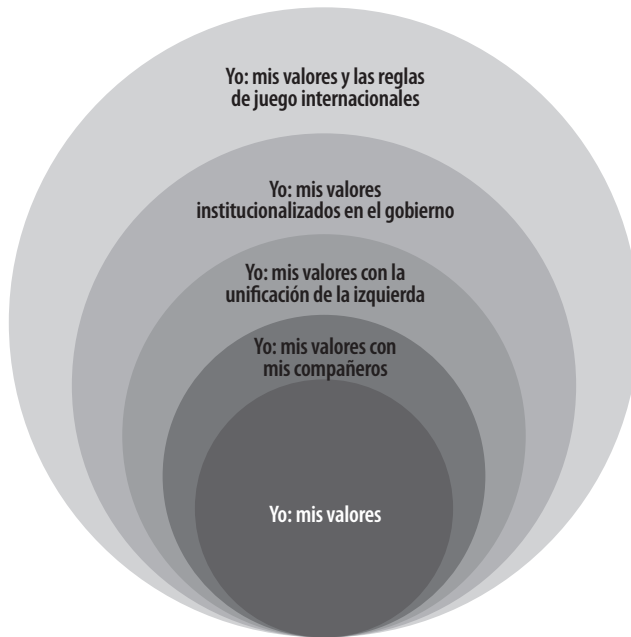 Yo: mis valores y las reglas
de juego internacionales
Yo: mis valores
institucionalizados en el gobierno
Yo: mis valores con la
unificación de la izquierda
Yo: mis valores con
mis compañeros
Yo: mis valores